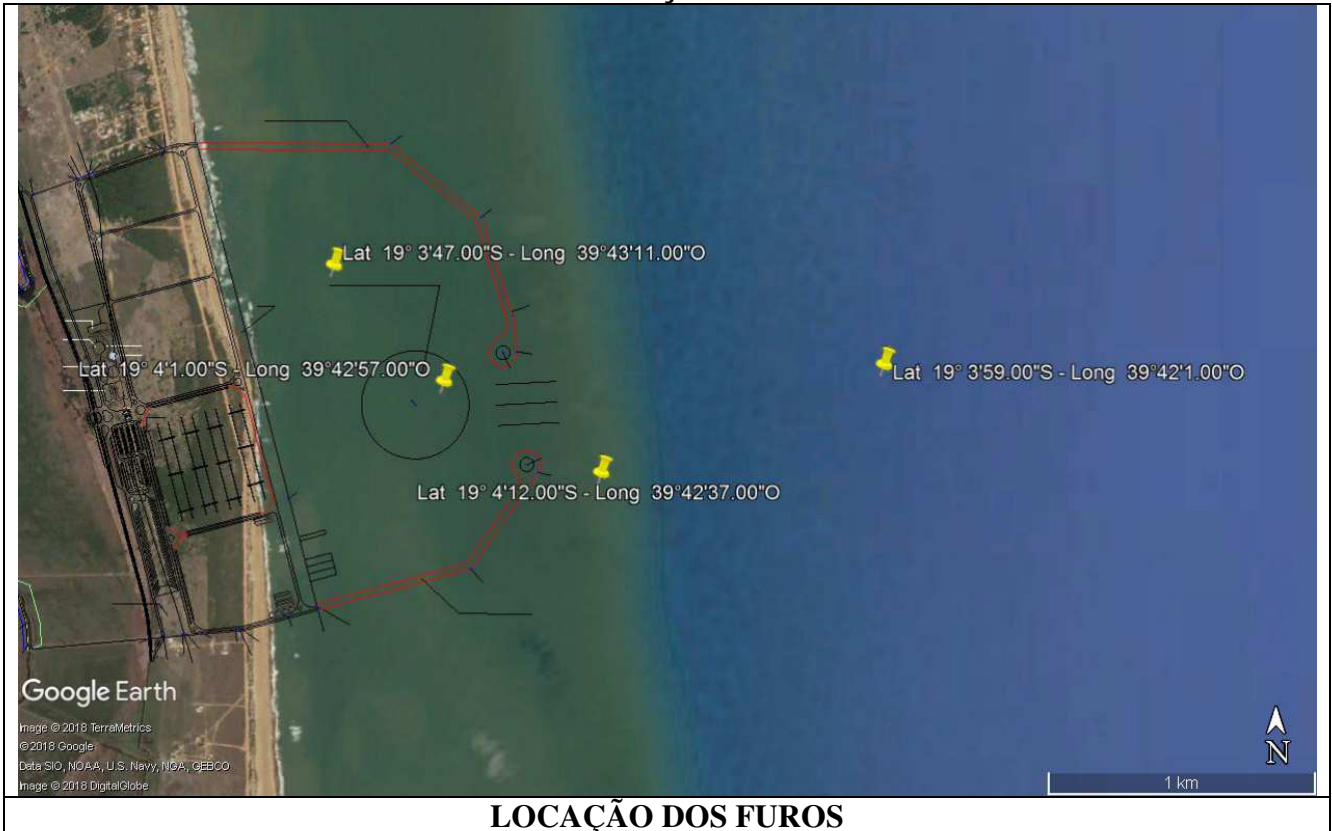 Lat 19° 3'47.00"S - Long 39°43'11.00"O
Lat 19° 4'1.00"S - Long 39°42'57.00"O
Lat 19° 3'59.00"S - Long 39°42'1.00"O
Lat 19° 4'12.00"S - Long 39°42'37.00"O
Google Earth
Image © 2018 TerraMetrics
©2018 Google
Data SIO, NOAA, U.S. Navy, NGA, GEBCO
Image © 2018 DigitalGlobe
N
1 km
LOCAÇÃO DOS FUROS